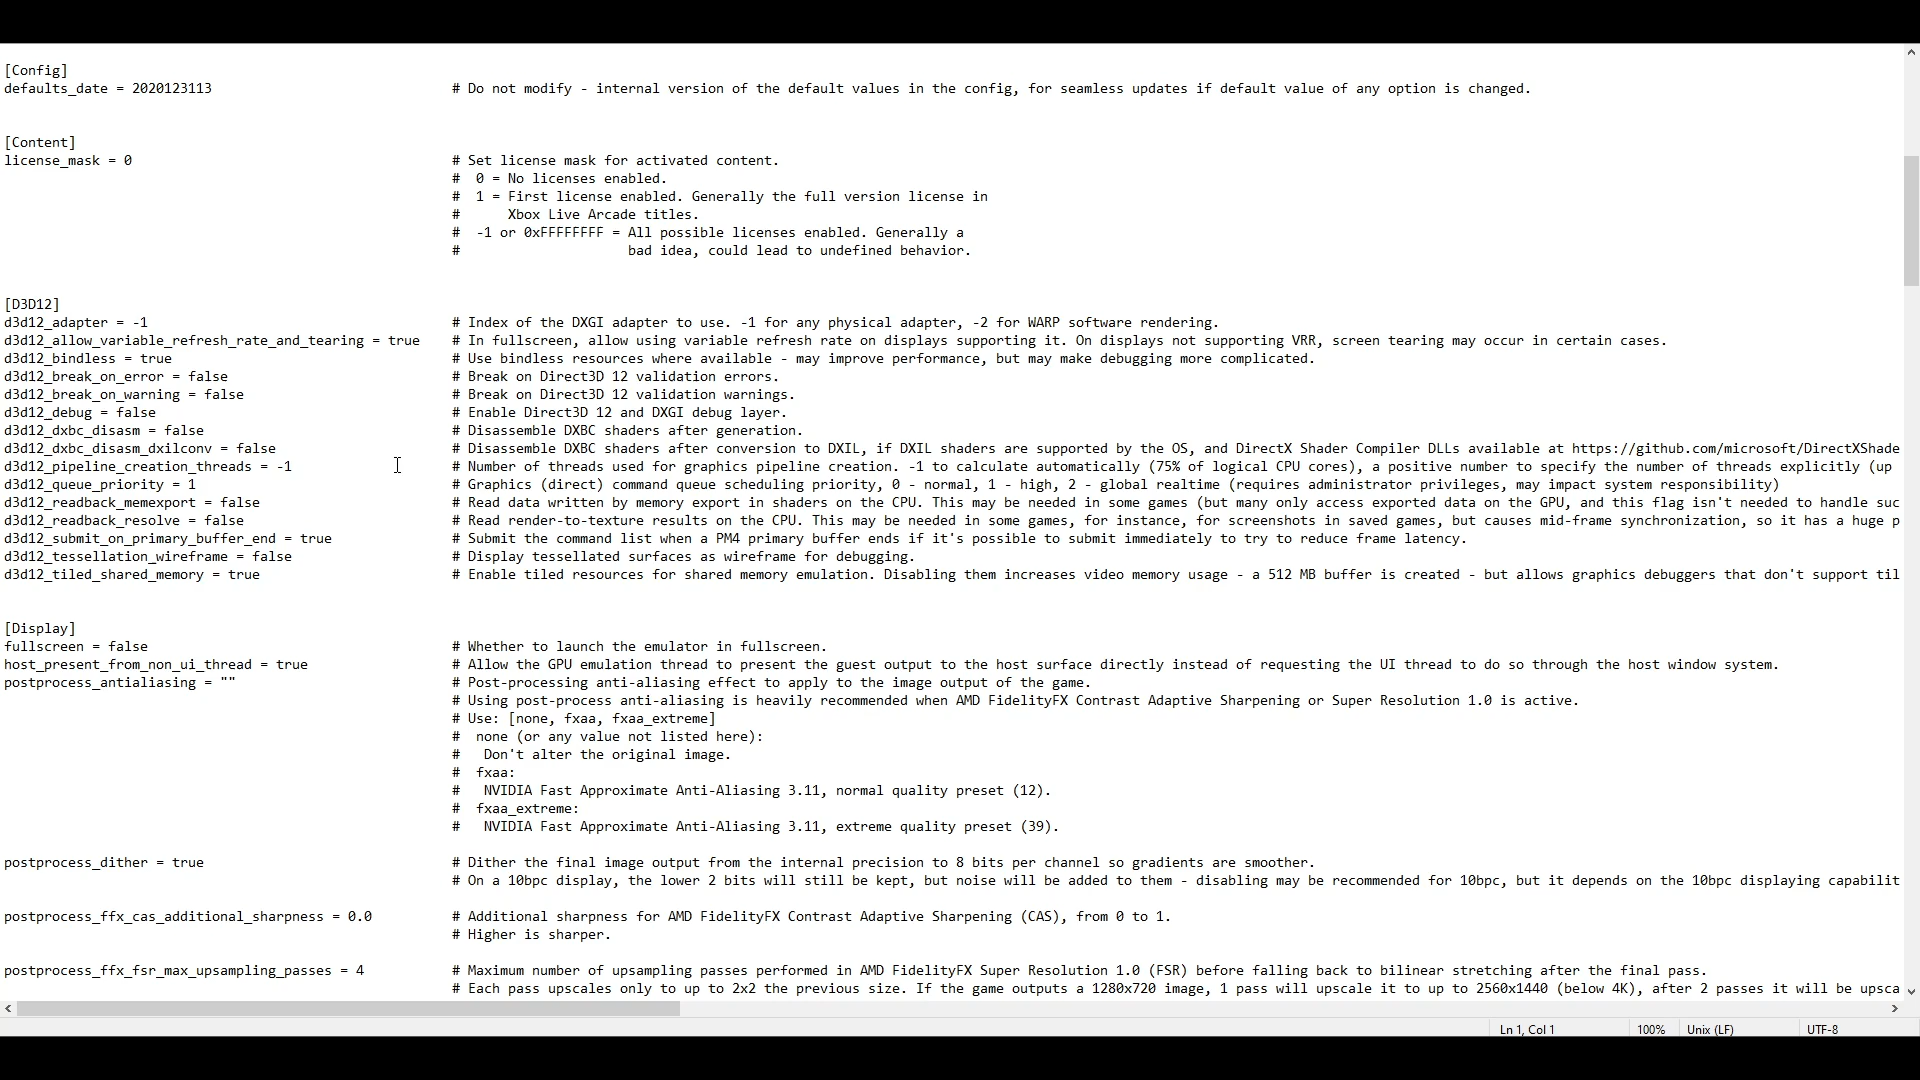 [Config]
defaults_date = 2020123113 # Do not modify - internal version of the default values in the config, for seamless updates if default value of any option is changed.
[Content]
license_mask = 0 # Set license mask for activated content.
# 0 = No licenses enabled.
# 1 = First license enabled. Generally the full version license in
# Xbox Live Arcade titles.
# -1 or 0xFFFFFFFF = All possible licenses enabled. Generally a
# bad idea, could lead to undefined behavior.
[D3D12]
d3d12_adapter = -1 # Index of the DXGI adapter to use. -1 for any physical adapter, -2 for WARP software rendering.
d3d12_allow_variable_refresh_rate_and_tearing = true # In fullscreen, allow using variable refresh rate on displays supporting it. On displays not supporting VRR, screen tearing may occur in certain cases.
d3d12_bindless = true # Use bindless resources where available - may improve performance, but may make debugging more complicated.
d3d12_break_on_error = false # Break on Direct3D 12 validation errors.
d3d12_break_on_warning = false # Break on Direct3D 12 validation warnings.
d3d12_debug = false # Enable Direct3D 12 and DXGI debug layer.
d3d12_dxbc_disasm = false # Disassemble DXBC shaders after generation.
d3d12_dxbc_disasm_dxilconv = false # Disassemble DXBC shaders after conversion to DXIL, if DXIL shaders are supported by the OS, and DirectX Shader Compiler DLLs available at https://github.com/microsoft/DirectXShade
d3d12_pipeline_creation_threads = -1 # Number of threads used for graphics pipeline creation. -1 to calculate automatically (75% of logical CPU cores), a positive number to specify the number of threads explicitly (up
d3d12_queue_priority = 1 # Graphics (direct) command queue scheduling priority, 0 - normal, 1 - high, 2 - global realtime (requires administrator privileges, may impact system responsibility)
d3d12_readback_memexport = false # Read data written by memory export in shaders on the CPU. This may be needed in some games (but many only access exported data on the GPU, and this flag isn't needed to handle suc
d3d12_readback_resolve = false # Read render-to-texture results on the CPU. This may be needed in some games, for instance, for screenshots in saved games, but causes mid-frame synchronization, so it has a huge p
d3d12_submit_on_primary_buffer_end = true # Submit the command list when a PM4 primary buffer ends if it's possible to submit immediately to try to reduce frame latency.
d3d12_tessellation_wireframe = false # Display tessellated surfaces as wireframe for debugging.
d3d12_tiled_shared_memory = true # Enable tiled resources for shared memory emulation. Disabling them increases video memory usage - a 512 MB buffer is created - but allows graphics debuggers that don't support til
[Display]
fullscreen = false # Whether to launch the emulator in fullscreen.
host_present_from_non_ui_thread = true # Allow the GPU emulation thread to present the guest output to the host surface directly instead of requesting the UI thread to do so through the host window system.
postprocess_antialiasing = "" # Post-processing anti-aliasing effect to apply to the image output of the game.
# Using post-process anti-aliasing is heavily recommended when AMD FidelityFX Contrast Adaptive Sharpening or Super Resolution 1.0 is active.
# Use: [none, fxaa, fxaa_extreme]
# none (or any value not listed here):
# Don't alter the original image.
# fxaa:
# NVIDIA Fast Approximate Anti-Aliasing 3.11, normal quality preset (12).
# fxaa_extreme:
# NVIDIA Fast Approximate Anti-Aliasing 3.11, extreme quality preset (39).
postprocess_dither = true # Dither the final image output from the internal precision to 8 bits per channel so gradients are smoother.
# On a 10bpc display, the lower 2 bits will still be kept, but noise will be added to them - disabling may be recommended for 10bpc, but it depends on the 10bpc displaying capabilit
postprocess_ffx_cas_additional_sharpness = 0.0 # Additional sharpness for AMD FidelityFX Contrast Adaptive Sharpening (CAS), from 0 to 1.
# Higher is sharper.
postprocess_ffx_fsr_max_upsampling_passes = 4 # Maximum number of upsampling passes performed in AMD FidelityFX Super Resolution 1.0 (FSR) before falling back to bilinear stretching after the final pass.
# Each pass upscales only to up to 2x2 the previous size. If the game outputs a 1280x720 image, 1 pass will upscale it to up to 2560x1440 (below 4K), after 2 passes it will be upsca
Ln 1, Col 1 100% Unix (LF) UTF-8